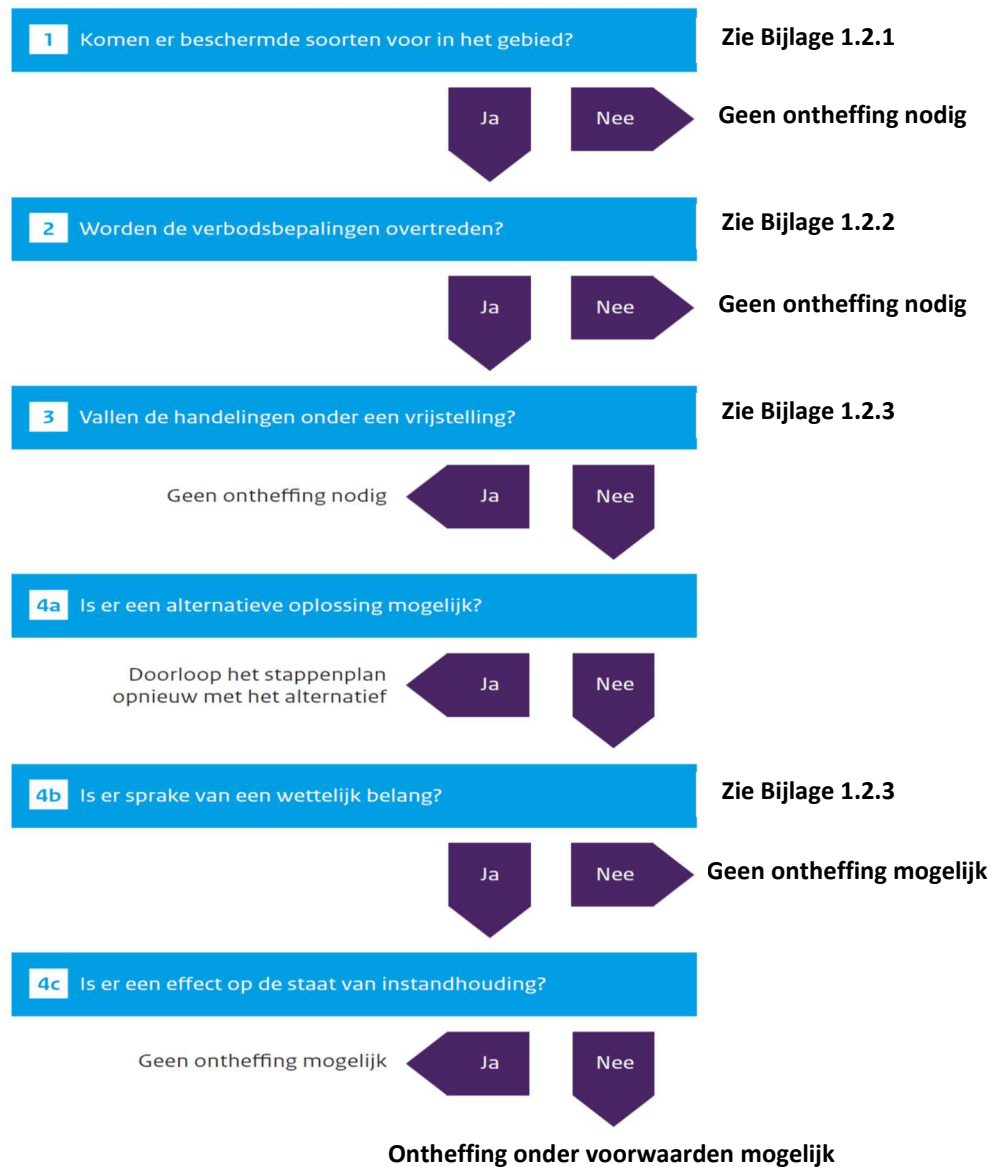 1 Komen er beschermde soorten voor in het gebied? Zie Bijlage 1.2.1
Ja Nee Geen ontheffing nodig
2 Worden de verbodsbepalingen overtreden? Zie Bijlage 1.2.2
Ja Nee Geen ontheffing nodig
3 Vallen de handelingen onder een vrijstelling? Zie Bijlage 1.2.3
Geen ontheffing nodig Ja Nee
4a Is er een alternatieve oplossing mogelijk?
Doorloop het stappenplan
opnieuw met het alternatief
Ja Nee
4b Is er sprake van een wettelijk belang? Zie Bijlage 1.2.3
Ja Nee Geen ontheffing mogelijk
4c Is er een effect op de staat van instandhouding?
Geen ontheffing mogelijk Ja Nee
Ontheffing onder voorwaarden mogelijk